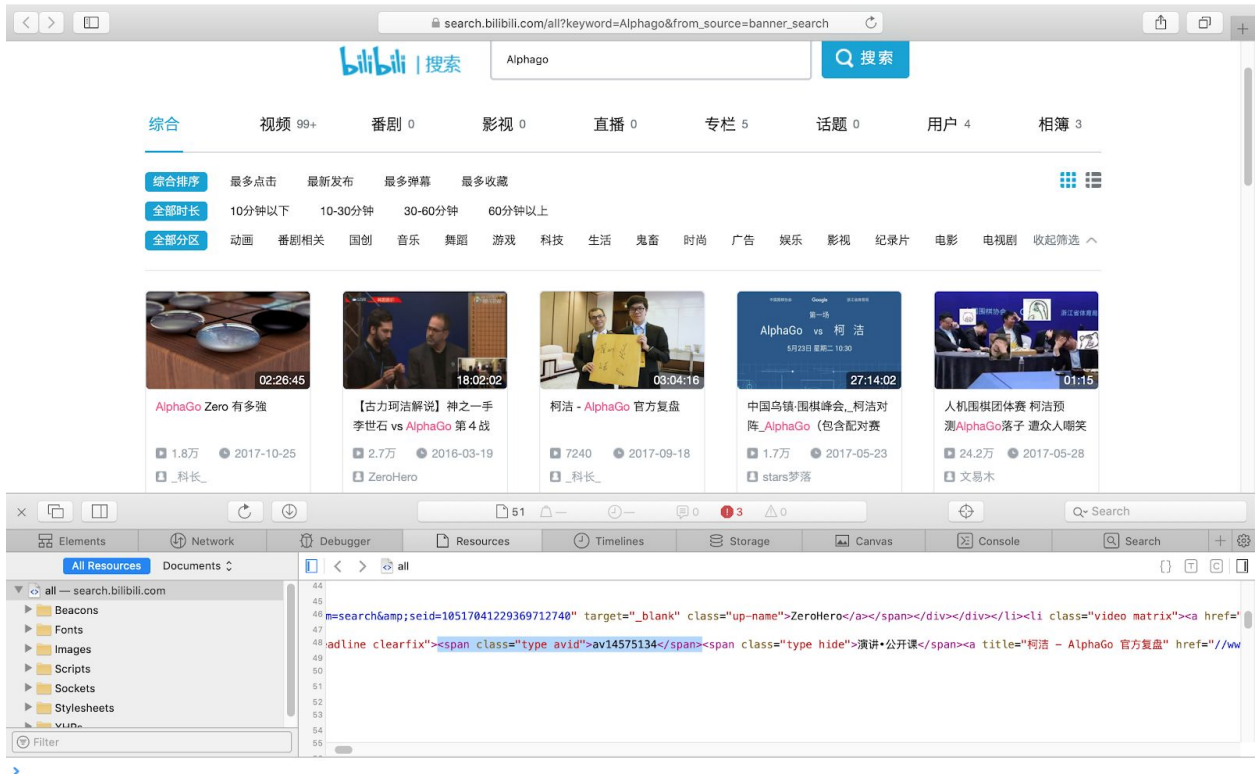 search.bilibili.com/all?keyword=Alphago&from_source=banner_search
bilibili | 搜索
Alphago
搜索
综合 视频 99+ 番剧 0 影视 0 直播 0 专栏 5 话题 0 用户 4 相簿 3
综合排序 最多点击 最新发布 最多弹幕 最多收藏
全部时长 10分钟以下 10-30分钟 30-60分钟 60分钟以上
全部分区 动画 番剧相关 国创 音乐 舞蹈 游戏 科技 生活 鬼畜 时尚 广告 娱乐 影视 纪录片 电影 电视剧 收起筛选
Google
第一场
AlphaGo vs 柯 洁
5月23日 星期二 10:30
02:26:45 18:02:02 03:04:16 27:14:02 01:15
AlphaGo Zero 有多強
1.8万 2017-10-25
_科长_
【古力珂洁解说】神之一手
李世石 vs AlphaGo 第４战
2.7万 2016-03-19
ZeroHero
柯洁 - AlphaGo 官方复盘
7240 2017-09-18
_科长_
中国乌镇·围棋峰会,_柯洁对
阵_AlphaGo（包含配对赛
1.7万 2017-05-23
stars梦落
人机围棋团体赛 柯洁预
测AlphaGo落子 遭众人嘲笑
24.2万 2017-05-28
文易木
51 — — 0 3 0 Search
Elements Network Debugger Resources Timelines Storage Canvas Console Search
All Resources Documents all
all — search.bilibili.com
Beacons
Fonts
Images
Scripts
Sockets
Stylesheets
XHRs
Filter
44
45
46 m=search&amp;seid=10517041229369712740" target="_blank" class="up-name">ZeroHero</a></span></div></div></li><li class="video matrix"><a href="
47
48 adline clearfix"><span class="type avid">av14575134</span><span class="type hide">演讲•公开课</span><a title="柯洁 - AlphaGo 官方复盘" href="//ww
49
50
51
52
53
54
55